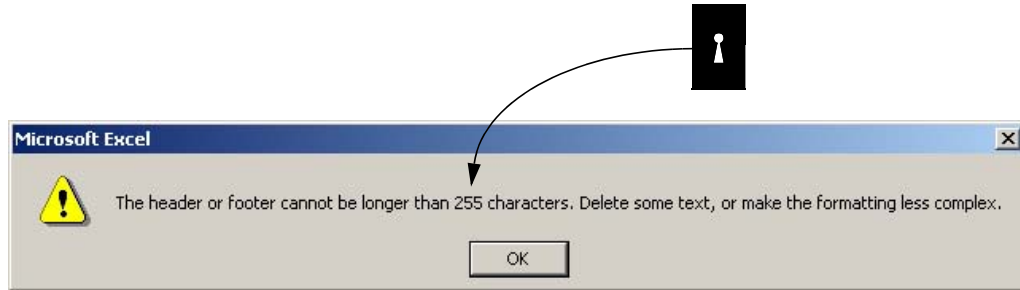 Microsoft Excel
The header or footer cannot be longer than 255 characters. Delete some text, or make the formatting less complex.
OK